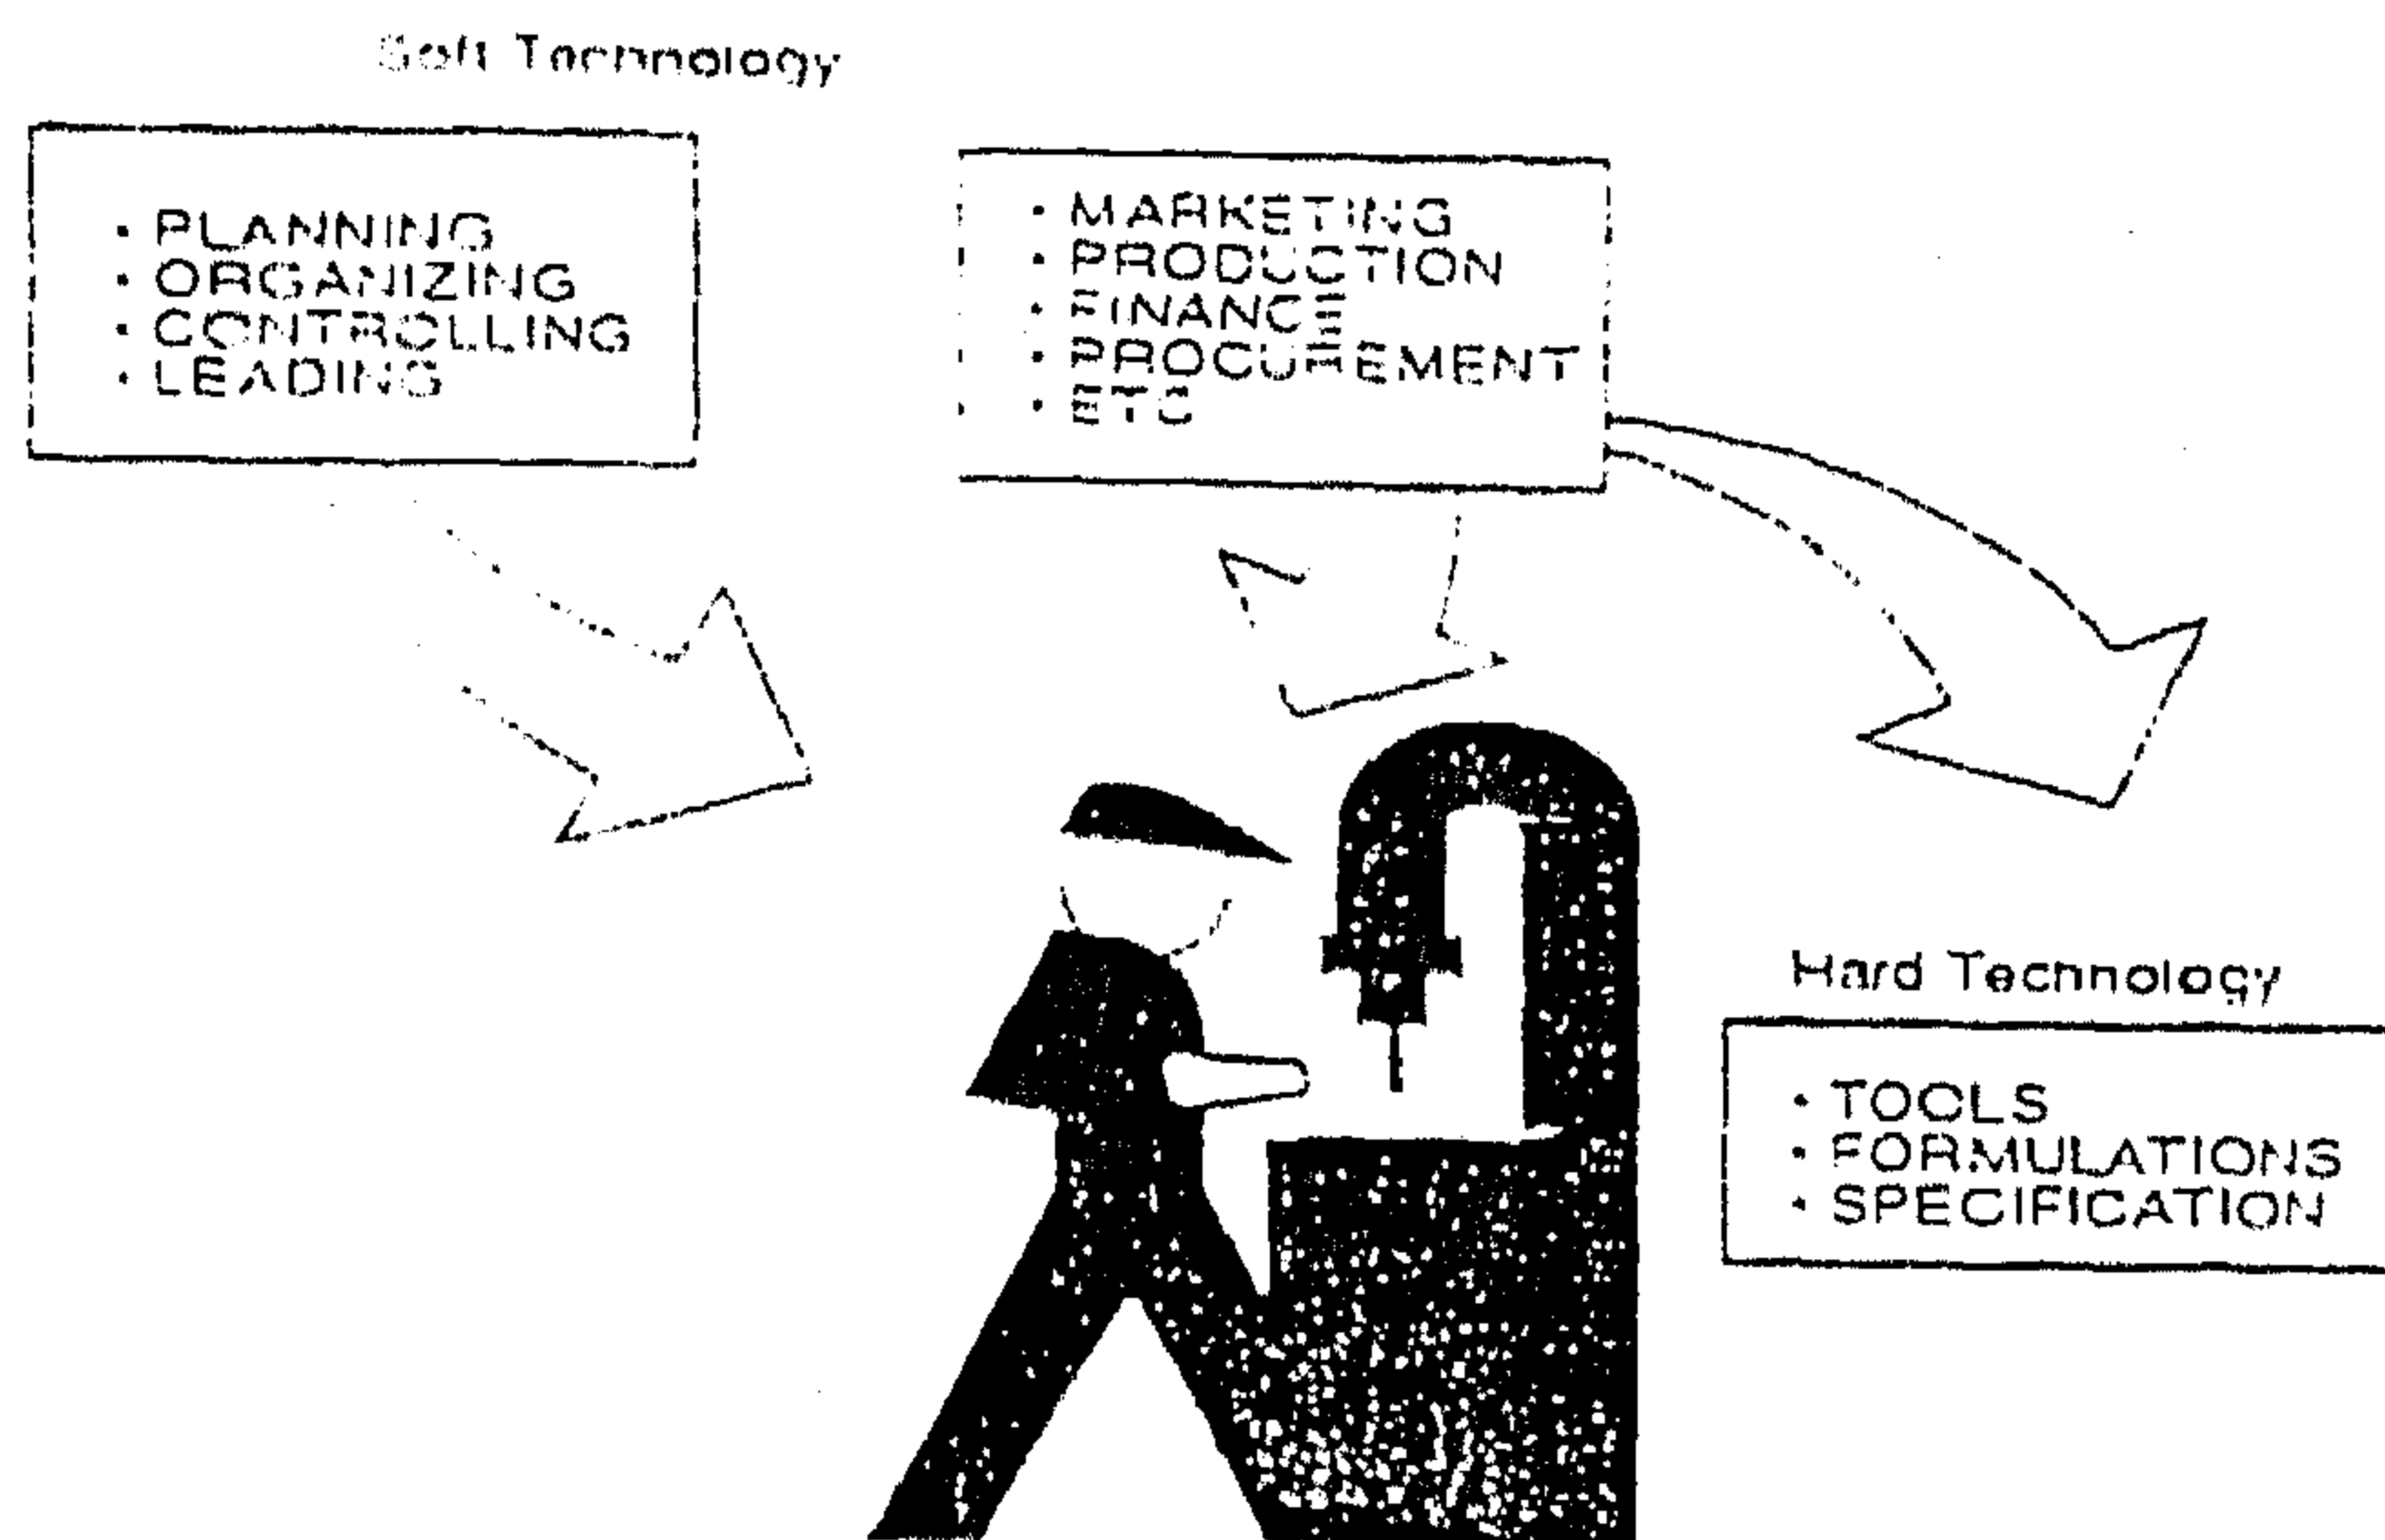 Soft Technology
• PLANNING
• ORGANIZING
• CONTROLLING
• LEADING
• MARKETING
• PRODUCTION
• FINANCE
• PROCUREMENT
• ETC
Hard Technology
• TOOLS
• FORMULATIONS
• SPECIFICATION